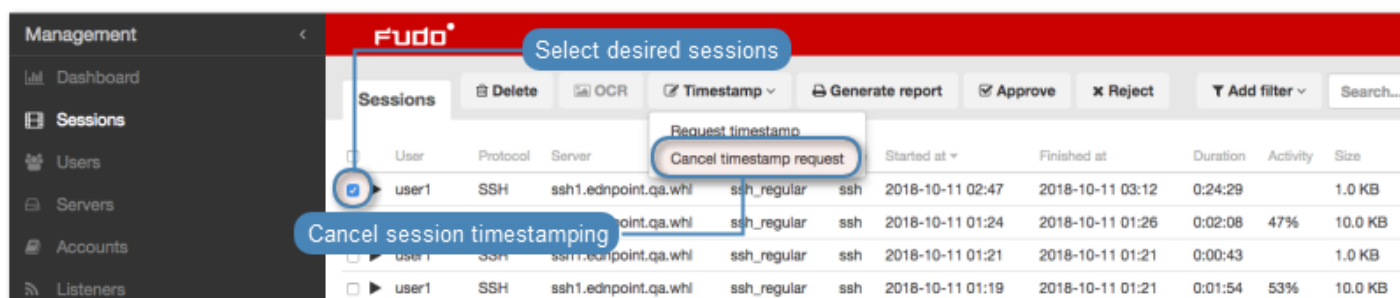 Management
Fudo
Select desired sessions
Dashboard
Sessions
Delete
OCR
Timestamp
Generate report
Approve
Reject
Add filter
Search...
Sessions
Request timestamp
Cancel timestamp request
Users
User Protocol Server Started at Finished at Duration Activity Size
user1 SSH ssh1.ednpoint.qa.whl ssh_regular ssh 2018-10-11 02:47 2018-10-11 03:12 0:24:29 1.0 KB
Servers
Cancel session timestamping
ssh_regular ssh 2018-10-11 01:24 2018-10-11 01:26 0:02:08 47% 10.0 KB
Accounts
user1 SSH ssh1.ednpoint.qa.whl ssh_regular ssh 2018-10-11 01:21 2018-10-11 01:21 0:00:43 1.0 KB
Listeners
user1 SSH ssh1.ednpoint.qa.whl ssh_regular ssh 2018-10-11 01:19 2018-10-11 01:21 0:01:54 53% 10.0 KB